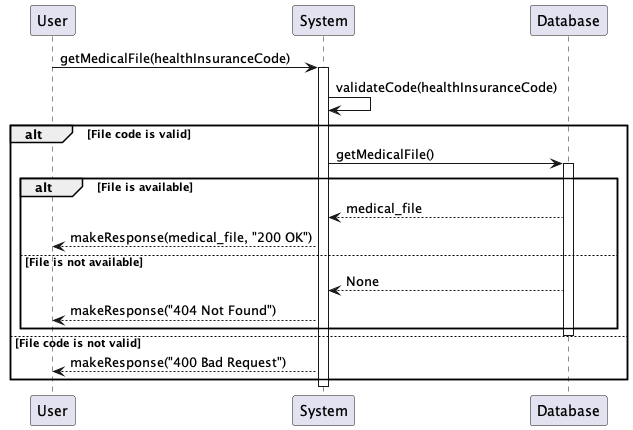 User System Database
getMedicalFile(healthInsuranceCode)
validateCode(healthInsuranceCode)
alt [File code is valid]
getMedicalFile()
alt [File is available]
medical_file
makeResponse(medical_file, "200 OK")
[File is not available]
None
makeResponse("404 Not Found")
[File code is not valid]
makeResponse("400 Bad Request")
User System Database